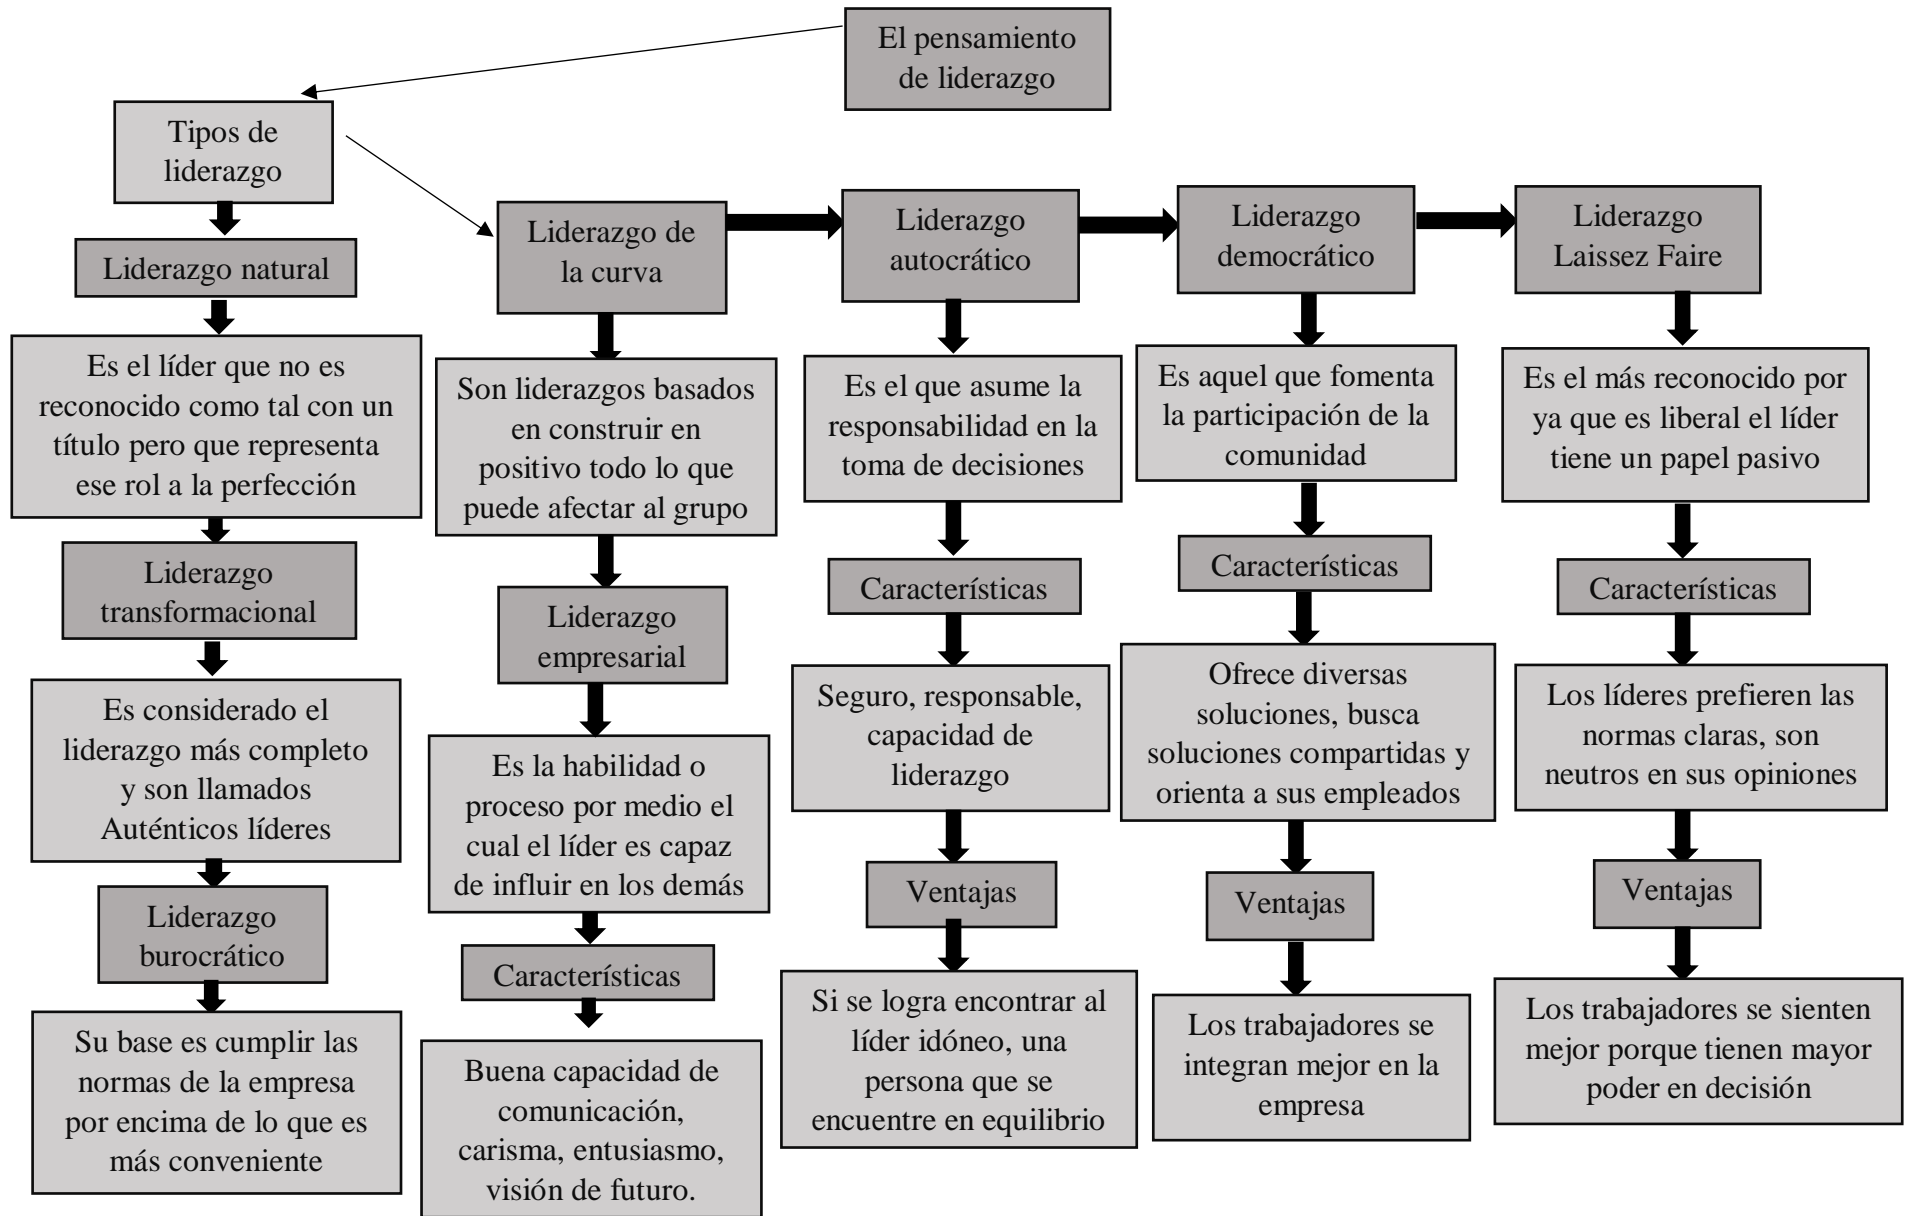 El pensamiento
de liderazgo
Tipos de
liderazgo
Liderazgo natural
Es el líder que no es
reconocido como tal con un
título pero que representa
ese rol a la perfección
Liderazgo
transformacional
Es considerado el
liderazgo más completo
y son llamados
Auténticos líderes
Liderazgo
burocrático
Su base es cumplir las
normas de la empresa
por encima de lo que es
más conveniente
Liderazgo de
la curva
Son liderazgos basados
en construir en
positivo todo lo que
puede afectar al grupo
Liderazgo
empresarial
Es la habilidad o
proceso por medio el
cual el líder es capaz
de influir en los demás
Características
Buena capacidad de
comunicación,
carisma, entusiasmo,
visión de futuro.
Liderazgo
autocrático
Es el que asume la
responsabilidad en la
toma de decisiones
Características
Seguro, responsable,
capacidad de
liderazgo
Ventajas
Si se logra encontrar al
líder idóneo, una
persona que se
encuentre en equilibrio
Liderazgo
democrático
Es aquel que fomenta
la participación de la
comunidad
Características
Ofrece diversas
soluciones, busca
soluciones compartidas y
orienta a sus empleados
Ventajas
Los trabajadores se
integran mejor en la
empresa
Liderazgo
Laissez Faire
Es el más reconocido por
ya que es liberal el líder
tiene un papel pasivo
Características
Los líderes prefieren las
normas claras, son
neutros en sus opiniones
Ventajas
Los trabajadores se sienten
mejor porque tienen mayor
poder en decisión